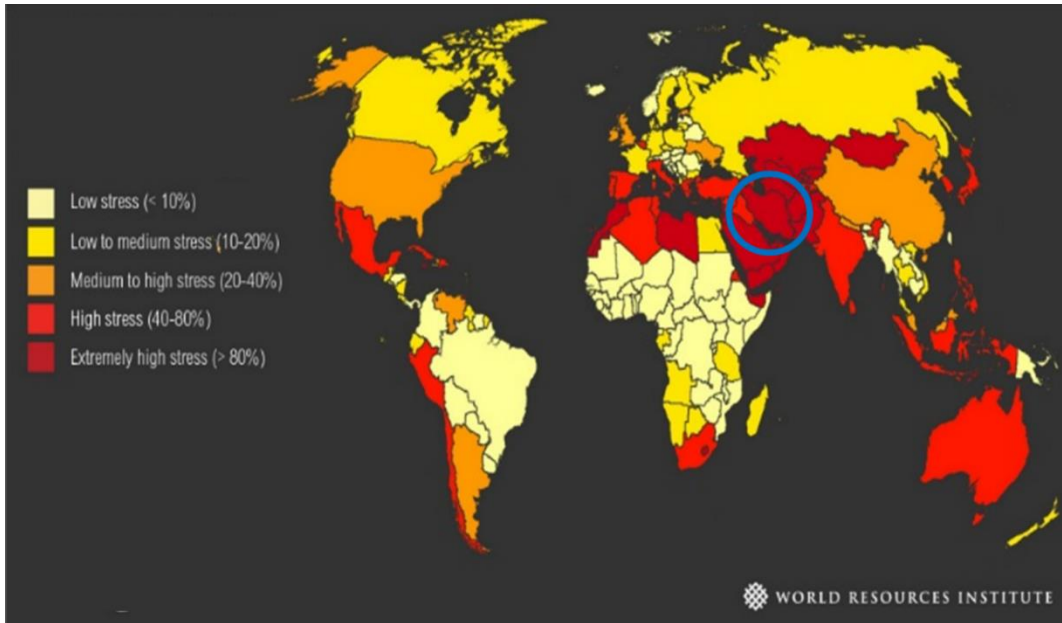 Low stress (< 10%)
Low to medium stress (10-20%)
Medium to high stress (20-40%)
High stress (40-80%)
Extremely high stress (> 80%)
WORLD RESOURCES INSTITUTE